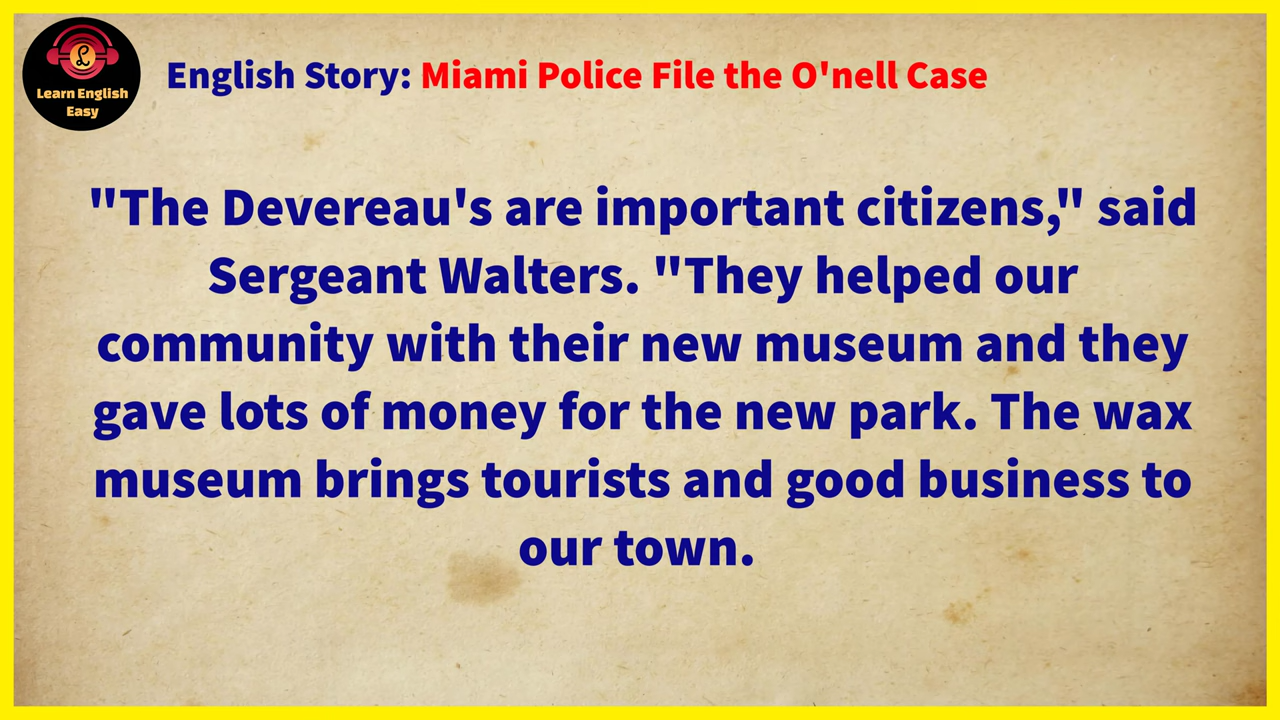 Learn English
Easy
English Story: Miami Police File the O'nell Case
"The Devereau's are important citizens," said
Sergeant Walters. "They helped our
community with their new museum and they
gave lots of money for the new park. The wax
museum brings tourists and good business to
our town.